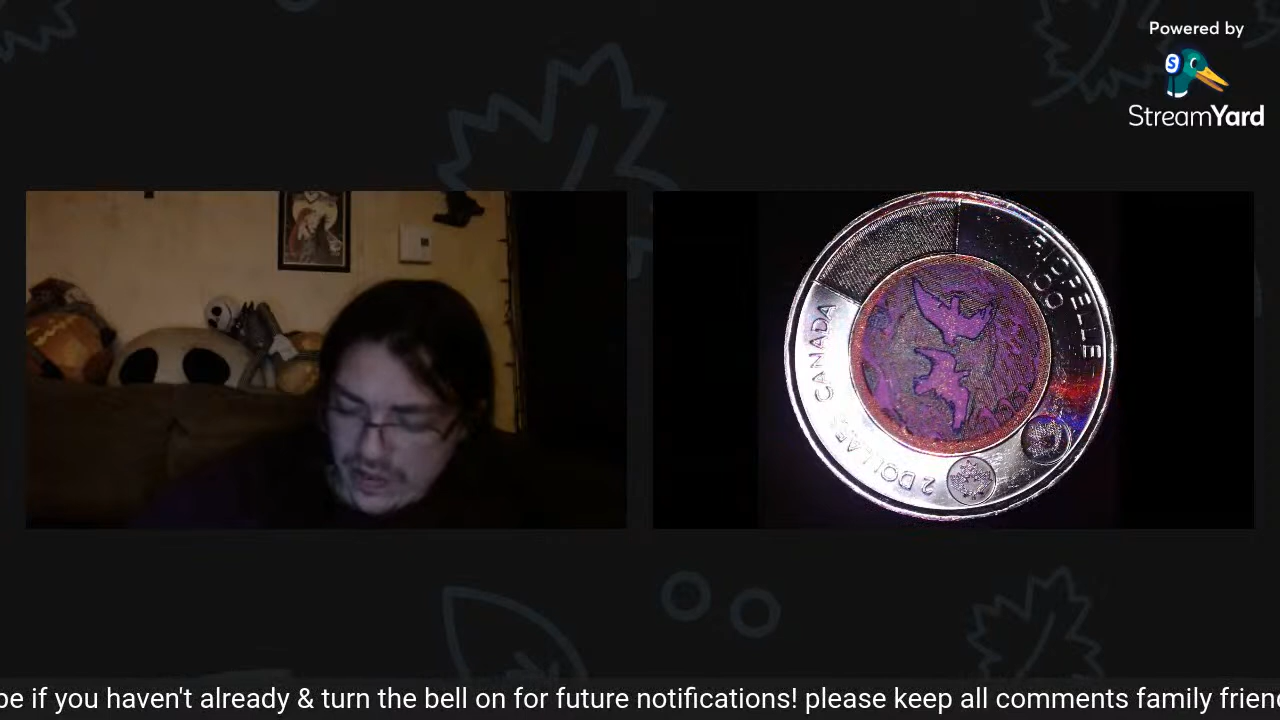 Powered by
S
StreamYard
RIOPELLE
100
2 DOLLARS CANADA
be if you haven't already & turn the bell on for future notifications! please keep all comments family frien